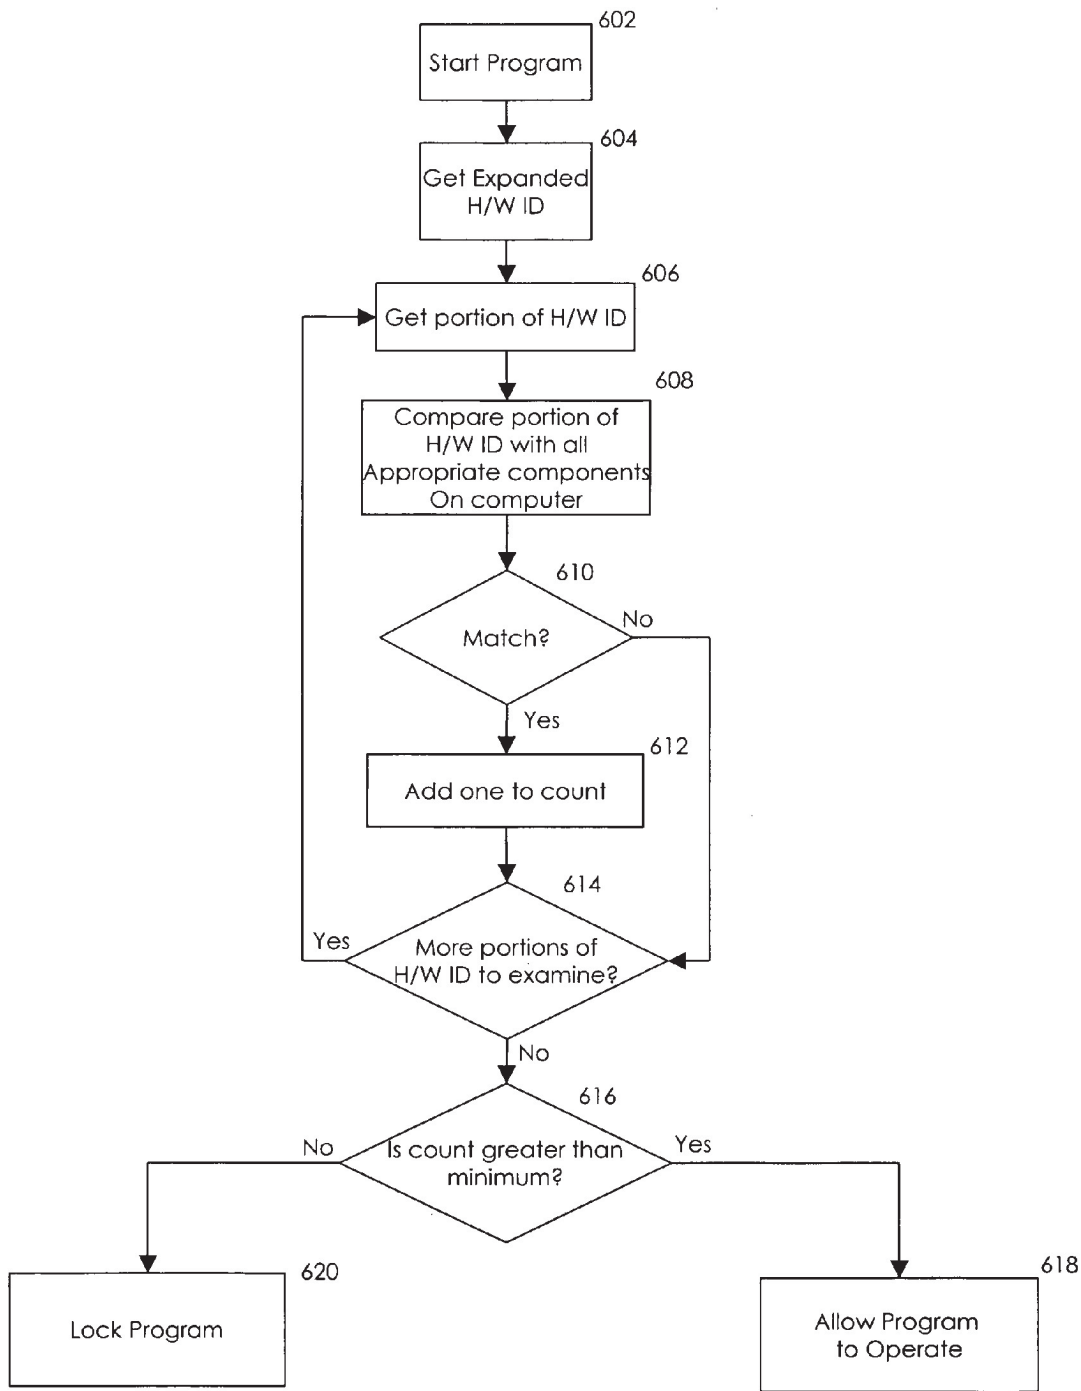 602
Start Program
604
Get Expanded
H/W ID
606
Get portion of H/W ID
608
Compare portion of
H/W ID with all
Appropriate components
On computer
610
Match?
No
Yes
612
Add one to count
614
More portions of
H/W ID to examine?
Yes
No
616
Is count greater than
minimum?
No
Yes
620
Lock Program
618
Allow Program
to Operate